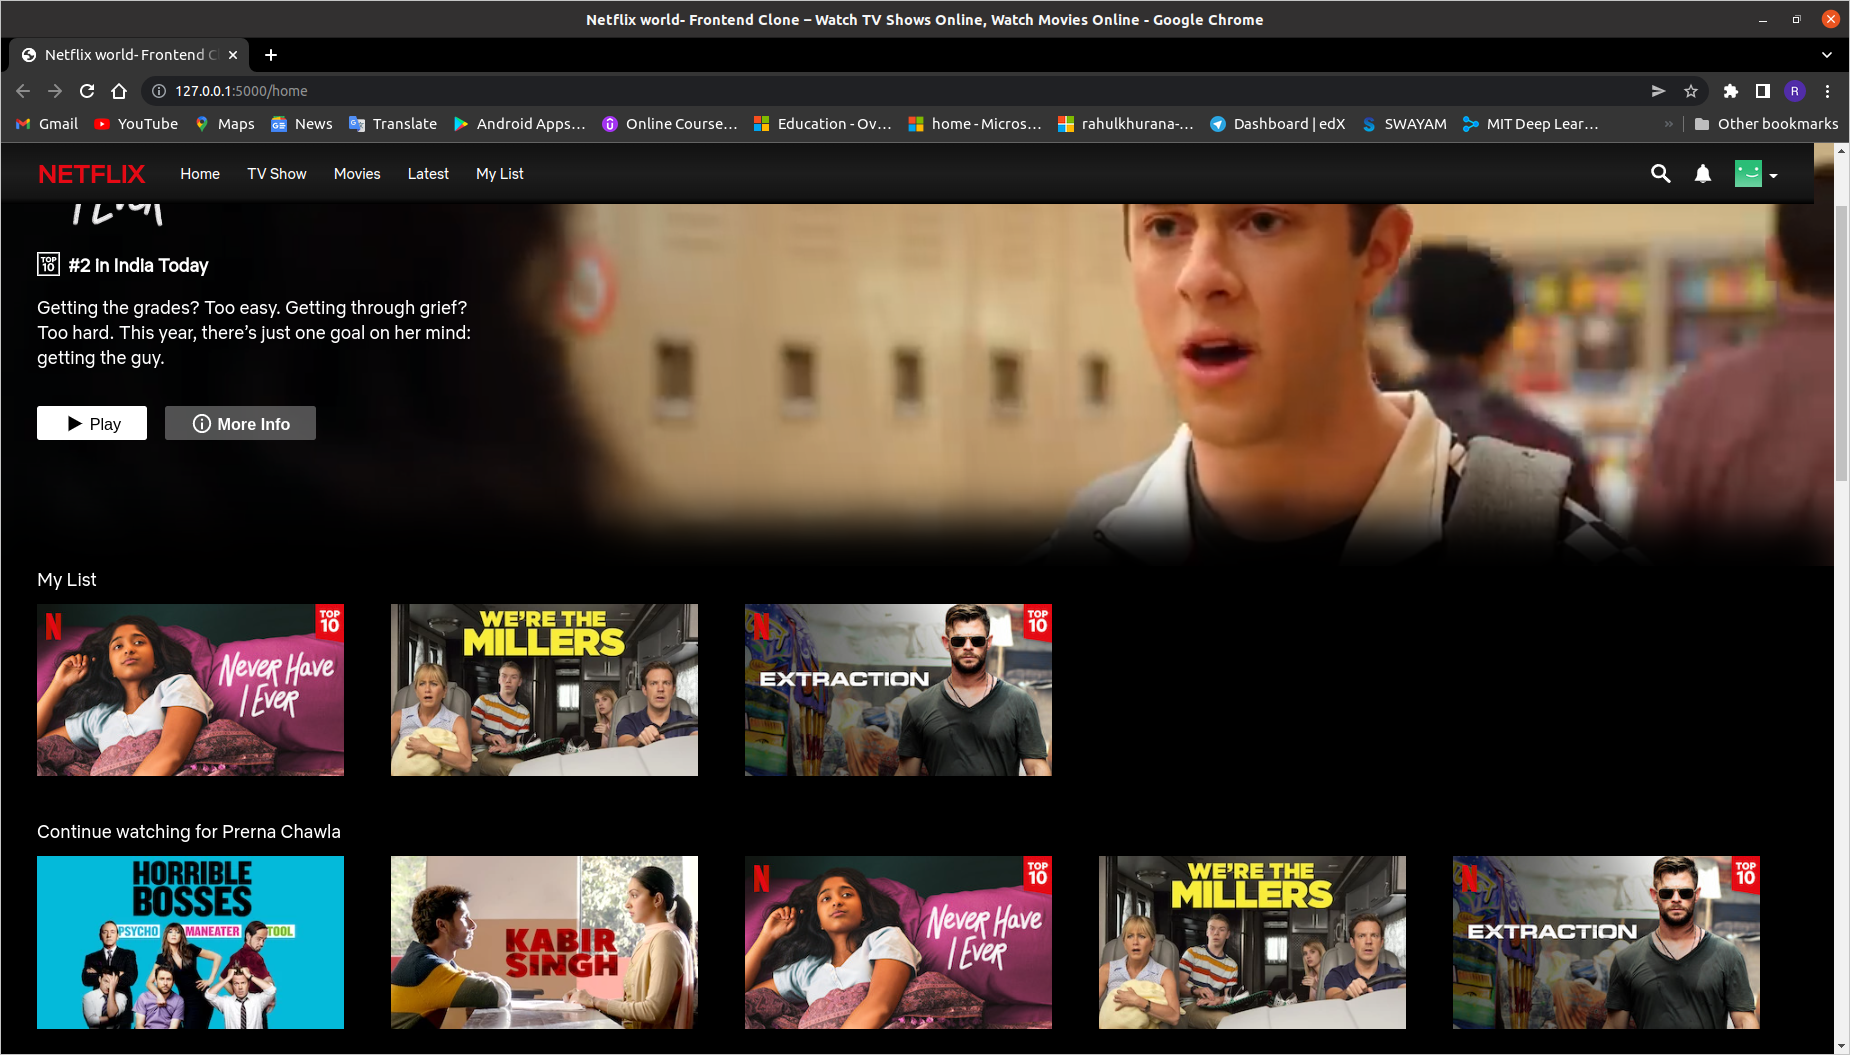 Netflix world- Frontend Clone – Watch TV Shows Online, Watch Movies Online - Google Chrome
Netflix world- Frontend Cl
127.0.0.1:5000/home
R
Gmail YouTube Maps News Translate Android Apps… Online Course… Education - Ov… home - Micros… rahulkhurana-… Dashboard | edX SWAYAM MIT Deep Lear… » Other bookmarks
NETFLIX Home TV Show Movies Latest My List
I Ever
TOP 10 #2 in India Today
Getting the grades? Too easy. Getting through grief?
Too hard. This year, there’s just one goal on her mind:
getting the guy.
Play More Info
My List
N
TOP
10
NEVER HAVE
I EVER
WE'RE THE
MILLERS
N
EXTRACTION
TOP
10
Continue watching for Prerna Chawla
HORRIBLE
BOSSES
PSYCHO MANEATER TOOL
KABIR
SINGH
N
TOP
10
NEVER HAVE
I EVER
WE'RE THE
MILLERS
N
EXTRACTION
TOP
10